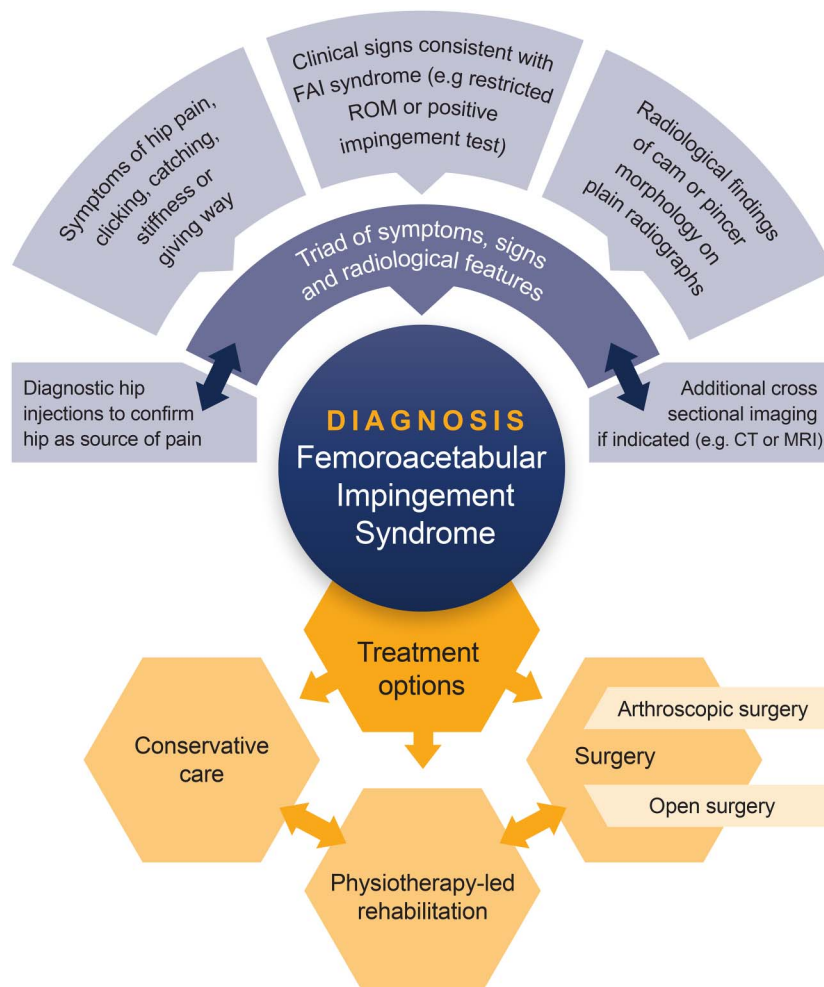 Symptoms of hip pain,
clicking, catching,
stiffness or
giving way
Clinical signs consistent with
FAI syndrome (e.g restricted
ROM or positive
impingement test)
Radiological findings
of cam or pincer
morphology on
plain radiographs
Triad of symptoms, signs
and radiological features
Diagnostic hip
injections to confirm
hip as source of pain
Additional cross
sectional imaging
if indicated (e.g. CT or MRI)
DIAGNOSIS
Femoroacetabular
Impingement
Syndrome
Treatment
options
Conservative
care
Physiotherapy-led
rehabilitation
Surgery
Arthroscopic surgery
Open surgery